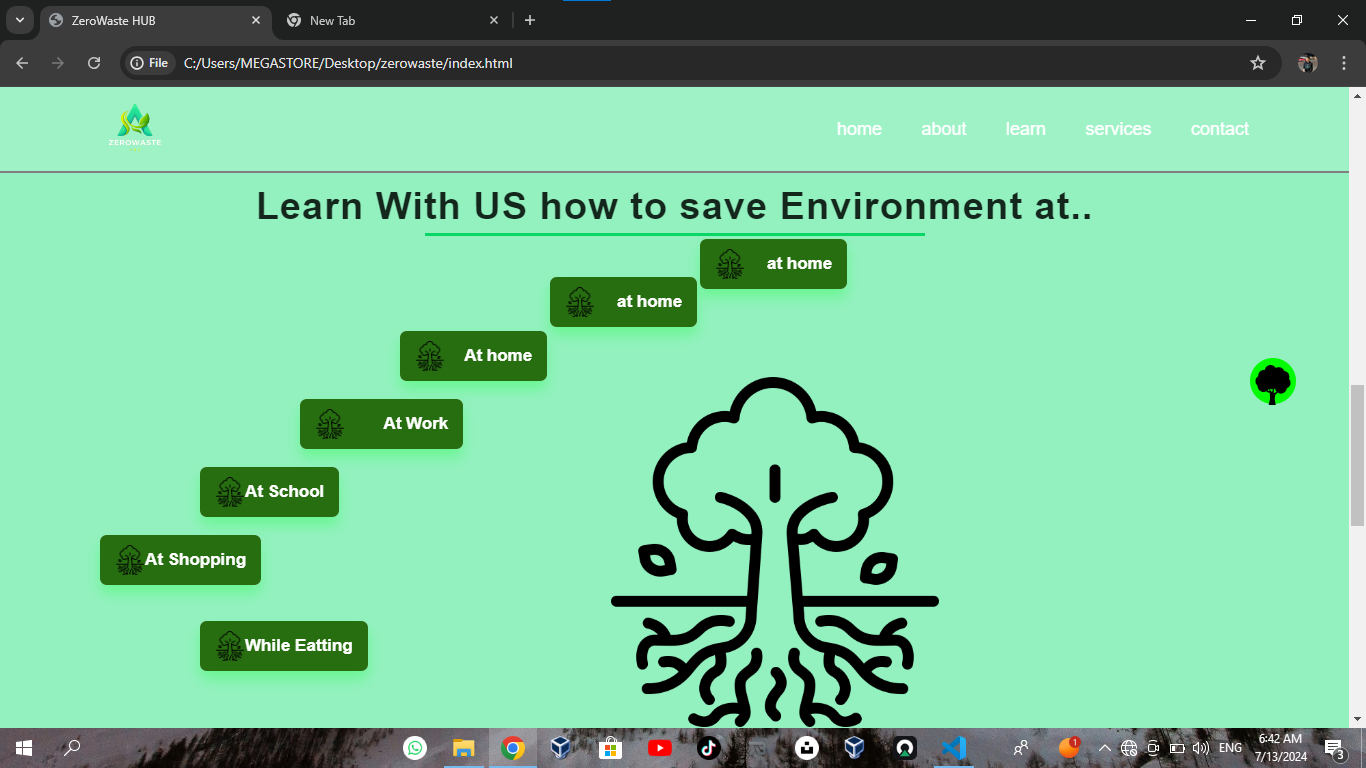 ZeroWaste HUB
New Tab
File
C:/Users/MEGASTORE/Desktop/zerowaste/index.html
ZEROWASTE
home about learn services contact
Learn With US how to save Environment at..
at home
at home
At home
At Work
At School
At Shopping
While Eatting
ENG
6:42 AM
7/13/2024
1
3